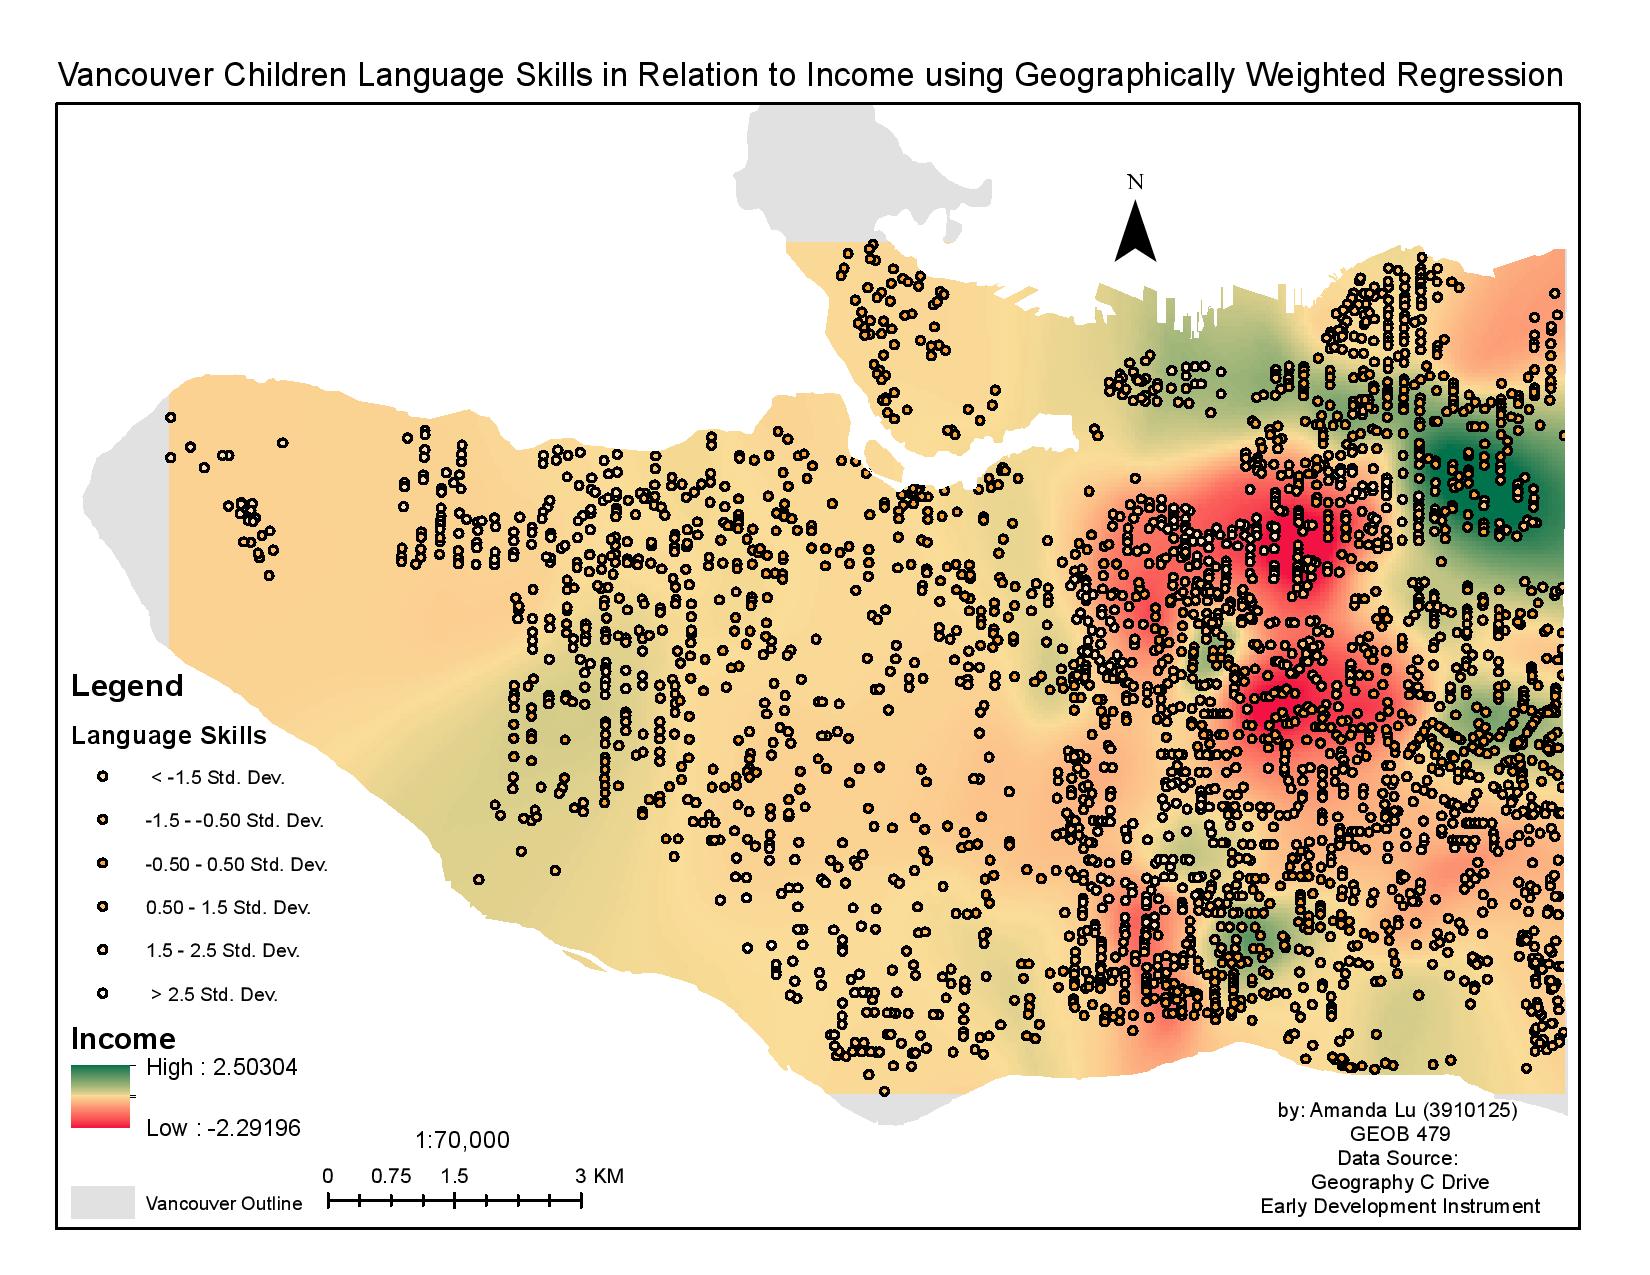 Vancouver Children Language Skills in Relation to Income using Geographically Weighted Regression
N
Legend
Language Skills
< -1.5 Std. Dev.
-1.5 - -0.50 Std. Dev.
-0.50 - 0.50 Std. Dev.
0.50 - 1.5 Std. Dev.
1.5 - 2.5 Std. Dev.
> 2.5 Std. Dev.
Income
High : 2.50304
Low : -2.29196
Vancouver Outline
1:70,000
0 0.75 1.5 3 KM
by: Amanda Lu (3910125)
GEOB 479
Data Source:
Geography C Drive
Early Development Instrument